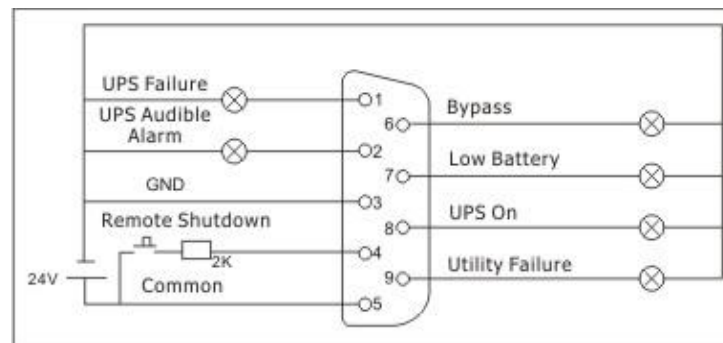 UPS Failure
1
UPS Audible
Alarm
2
GND
3
Remote Shutdown
2K
4
24V
Common
5
6
Bypass
7
Low Battery
8
UPS On
9
Utility Failure